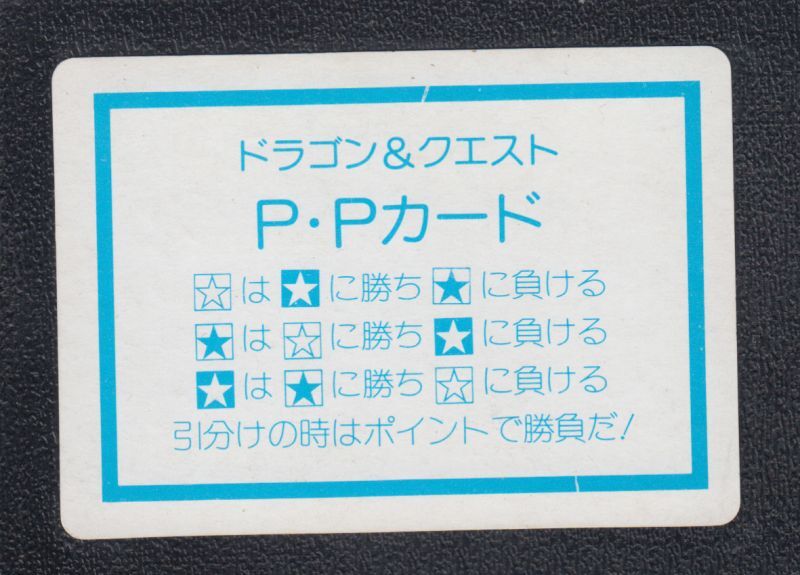 ドラゴン&クエスト
P・Pカード
☆は★に勝ち★に負ける
★は☆に勝ち★に負ける
★は★に勝ち☆に負ける
引分けの時はポイントで勝負だ!